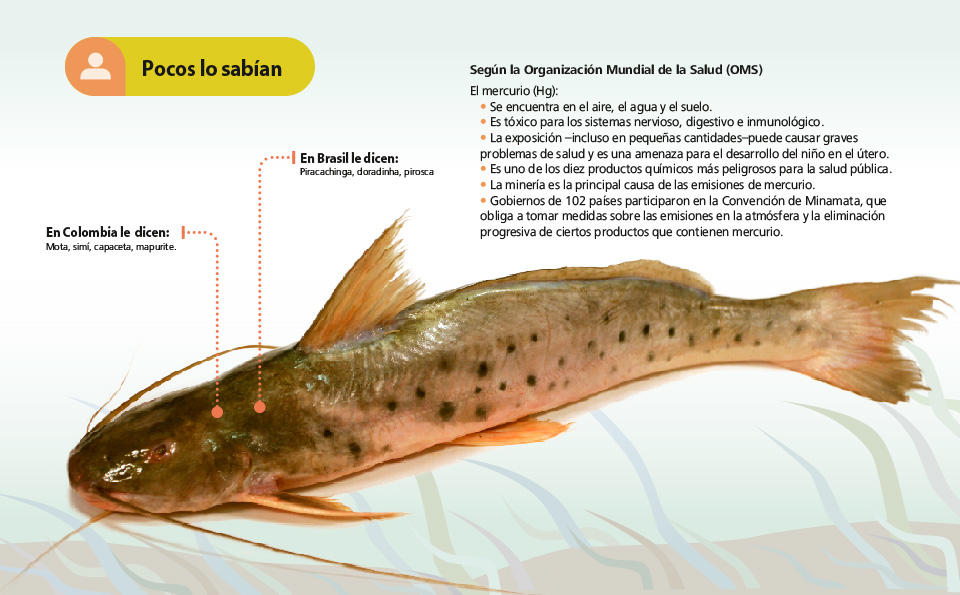 Pocos lo sabían
Según la Organización Mundial de la Salud (OMS)
El mercurio (Hg):
• Se encuentra en el aire, el agua y el suelo.
• Es tóxico para los sistemas nervioso, digestivo e inmunológico.
• La exposición –incluso en pequeñas cantidades–puede causar graves
problemas de salud y es una amenaza para el desarrollo del niño en el útero.
• Es uno de los diez productos químicos más peligrosos para la salud pública.
• La minería es la principal causa de las emisiones de mercurio.
• Gobiernos de 102 países participaron en la Convención de Minamata, que
obliga a tomar medidas sobre las emisiones en la atmósfera y la eliminación
progresiva de ciertos productos que contienen mercurio.
En Brasil le dicen:
Piracachinga, doradinha, pirosca
En Colombia le dicen:
Mota, simí, capaceta, mapurite.